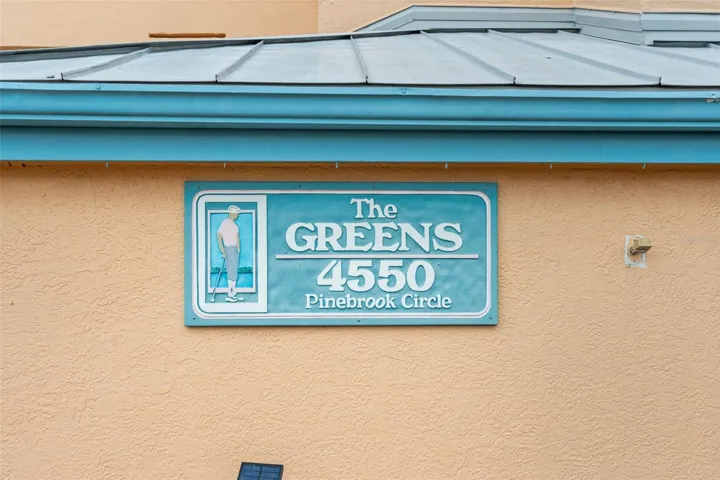 The
GREENS
4550
Pinebrook Circle